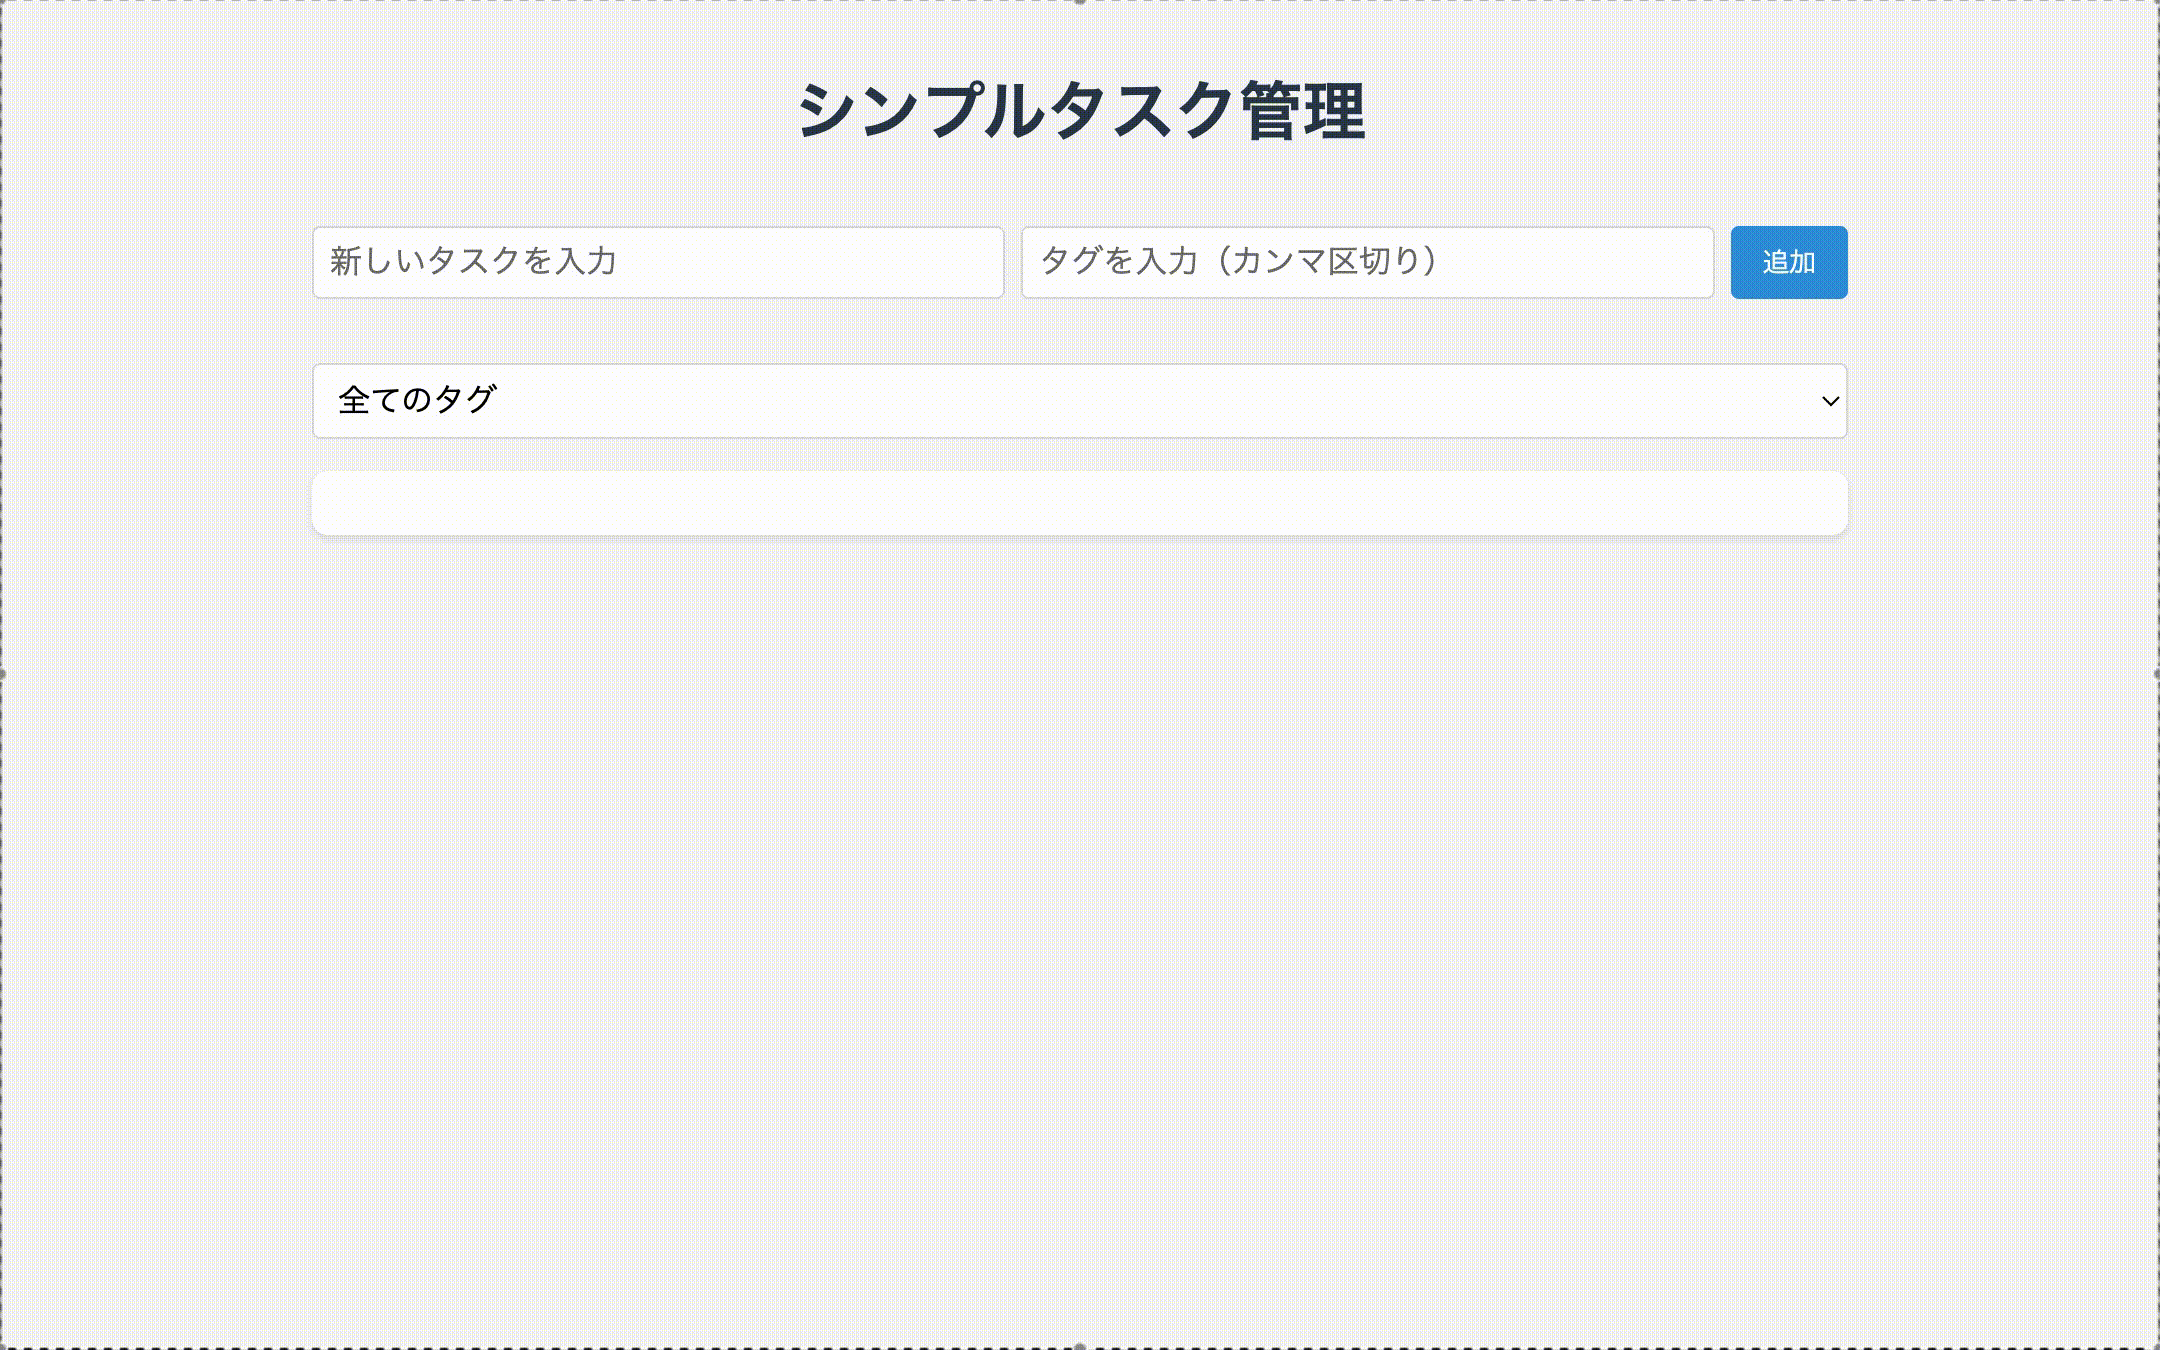 シンプルタスク管理
新しいタスクを入力
タグを入力（カンマ区切り）
追加
全てのタグ